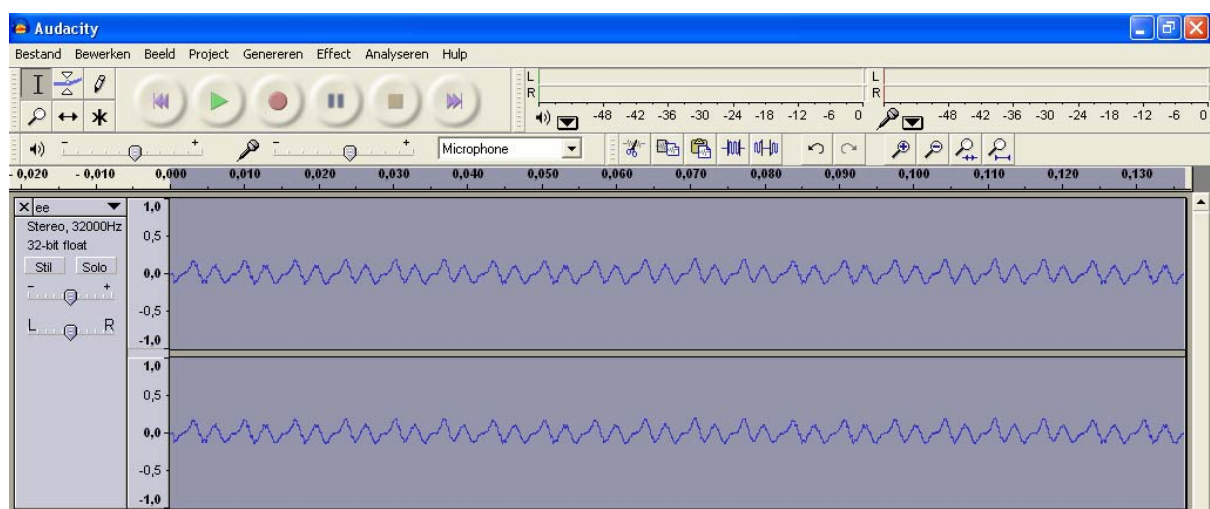 Audacity
Bestand Bewerken Beeld Project Genereren Effect Analyseren Hulp
L
R
-48 -42 -36 -30 -24 -18 -12 -6 0
L
R
-48 -42 -36 -30 -24 -18 -12 -6 0
- + - + Microphone
- 0,020 - 0,010 0,000 0,010 0,020 0,030 0,040 0,050 0,060 0,070 0,080 0,090 0,100 0,110 0,120 0,130
X ee
Stereo, 32000Hz
32-bit float
Stil Solo
- +
L R
1,0
0,5
0,0
-0,5
-1,0
1,0
0,5
0,0
-0,5
-1,0